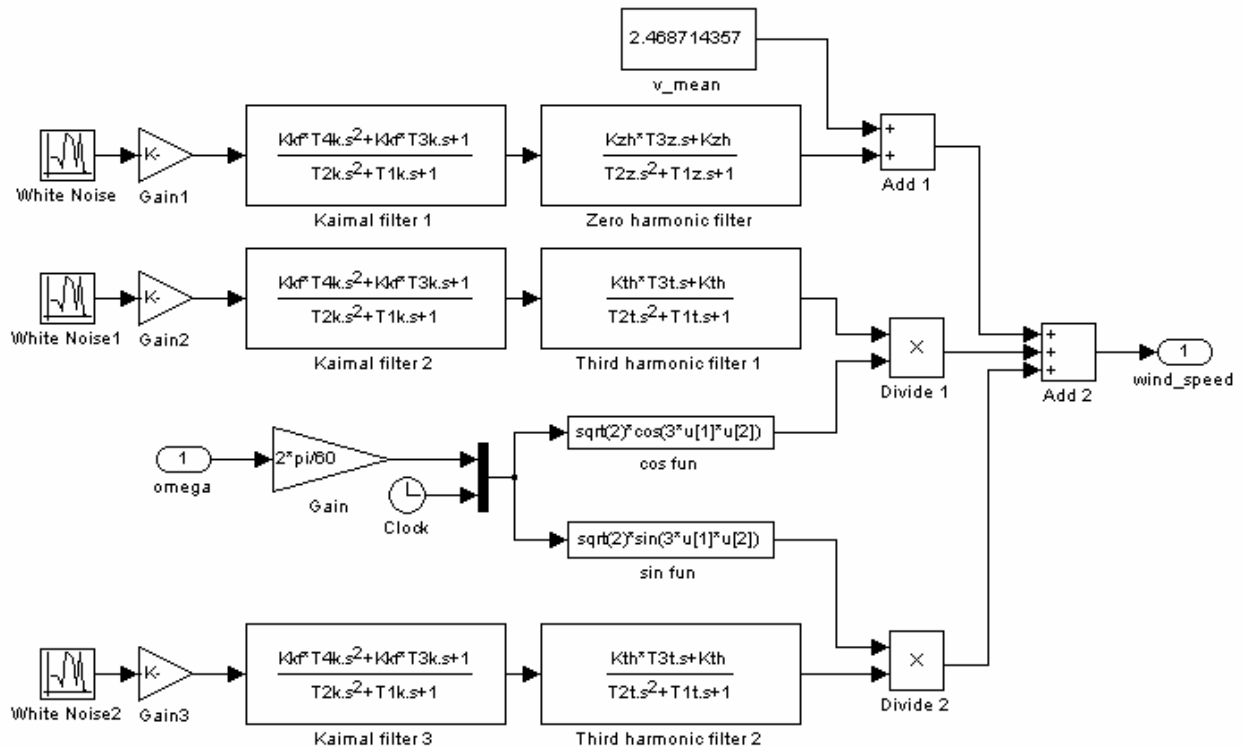 2.468714357
v_mean
K-
Kkf*T4k.s²+Kkf*T3k.s+1
T2k.s²+T1k.s+1
Kzh*T3z.s+Kzh
T2z.s²+T1z.s+1
+
+
White Noise
Gain1
Kaimal filter 1
Zero harmonic filter
Add 1
K-
Kkf*T4k.s²+Kkf*T3k.s+1
T2k.s²+T1k.s+1
Kth*T3t.s+Kth
T2t.s²+T1t.s+1
White Noise1
Gain2
Kaimal filter 2
Third harmonic filter 1
×
Divide 1
+
+
+
Add 2
1
wind_speed
1
omega
2*pi/60
Gain
Clock
sqrt(2)*cos(3*u[1]*u[2])
cos fun
sqrt(2)*sin(3*u[1]*u[2])
sin fun
K-
Kkf*T4k.s²+Kkf*T3k.s+1
T2k.s²+T1k.s+1
Kth*T3t.s+Kth
T2t.s²+T1t.s+1
×
Divide 2
White Noise2
Gain3
Kaimal filter 3
Third harmonic filter 2